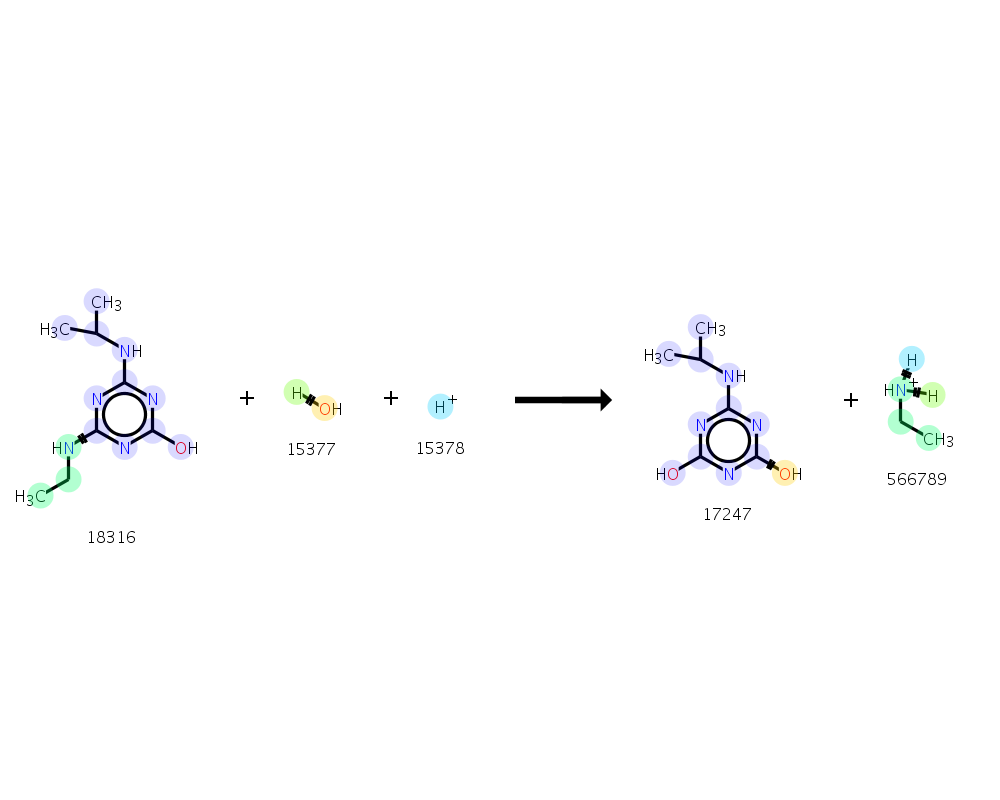 CH3
H3C
NH
N
N
HN
N
OH
H3C
18316
+
H
OH
15377
+
H+
15378
CH3
H3C
NH
N
N
HO
N
OH
17247
+
H
HN+
H
CH3
566789